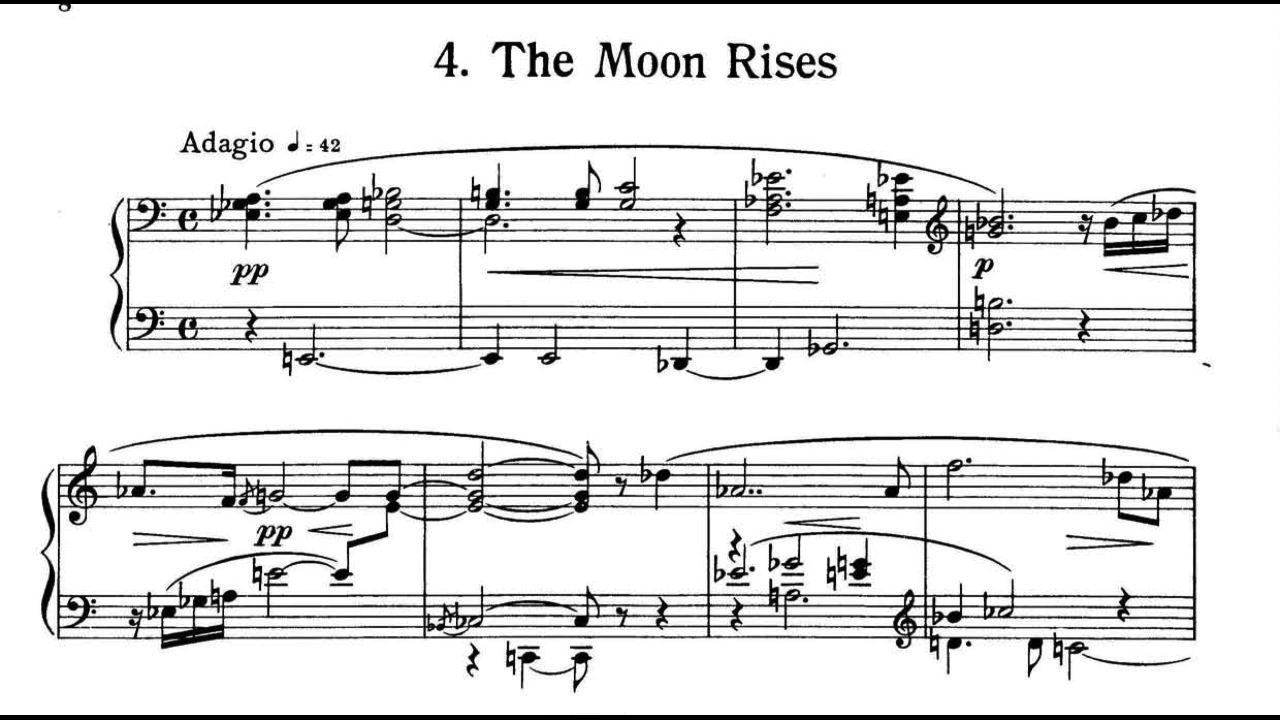 4. The Moon Rises
Adagio ♩ = 42
pp
p
pp